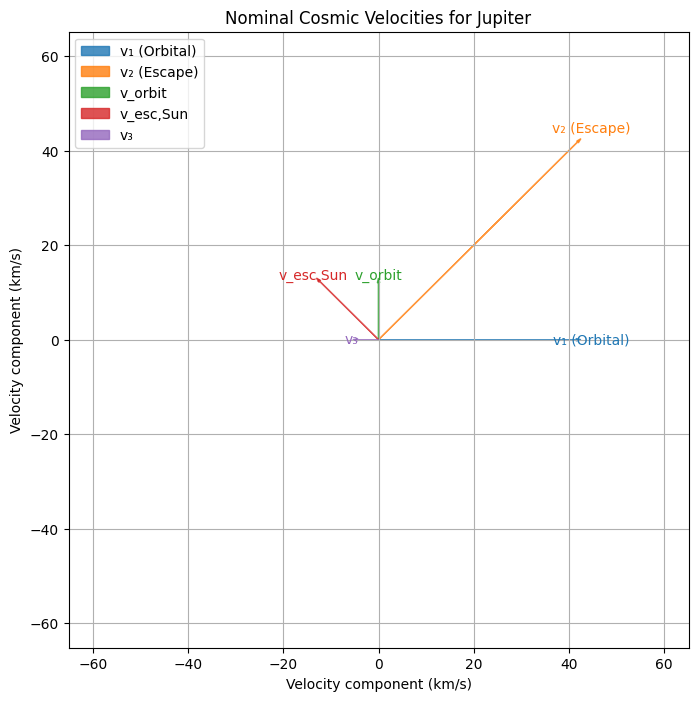 Nominal Cosmic Velocities for Jupiter
v₁ (Orbital)
v₂ (Escape)
v_orbit
v_esc,Sun
v₃
v₂ (Escape)
v_esc,Sun
v_orbit
v₃
v₁ (Orbital)
60
40
20
0
−20
−40
−60
Velocity component (km/s)
−60 −40 −20 0 20 40 60
Velocity component (km/s)